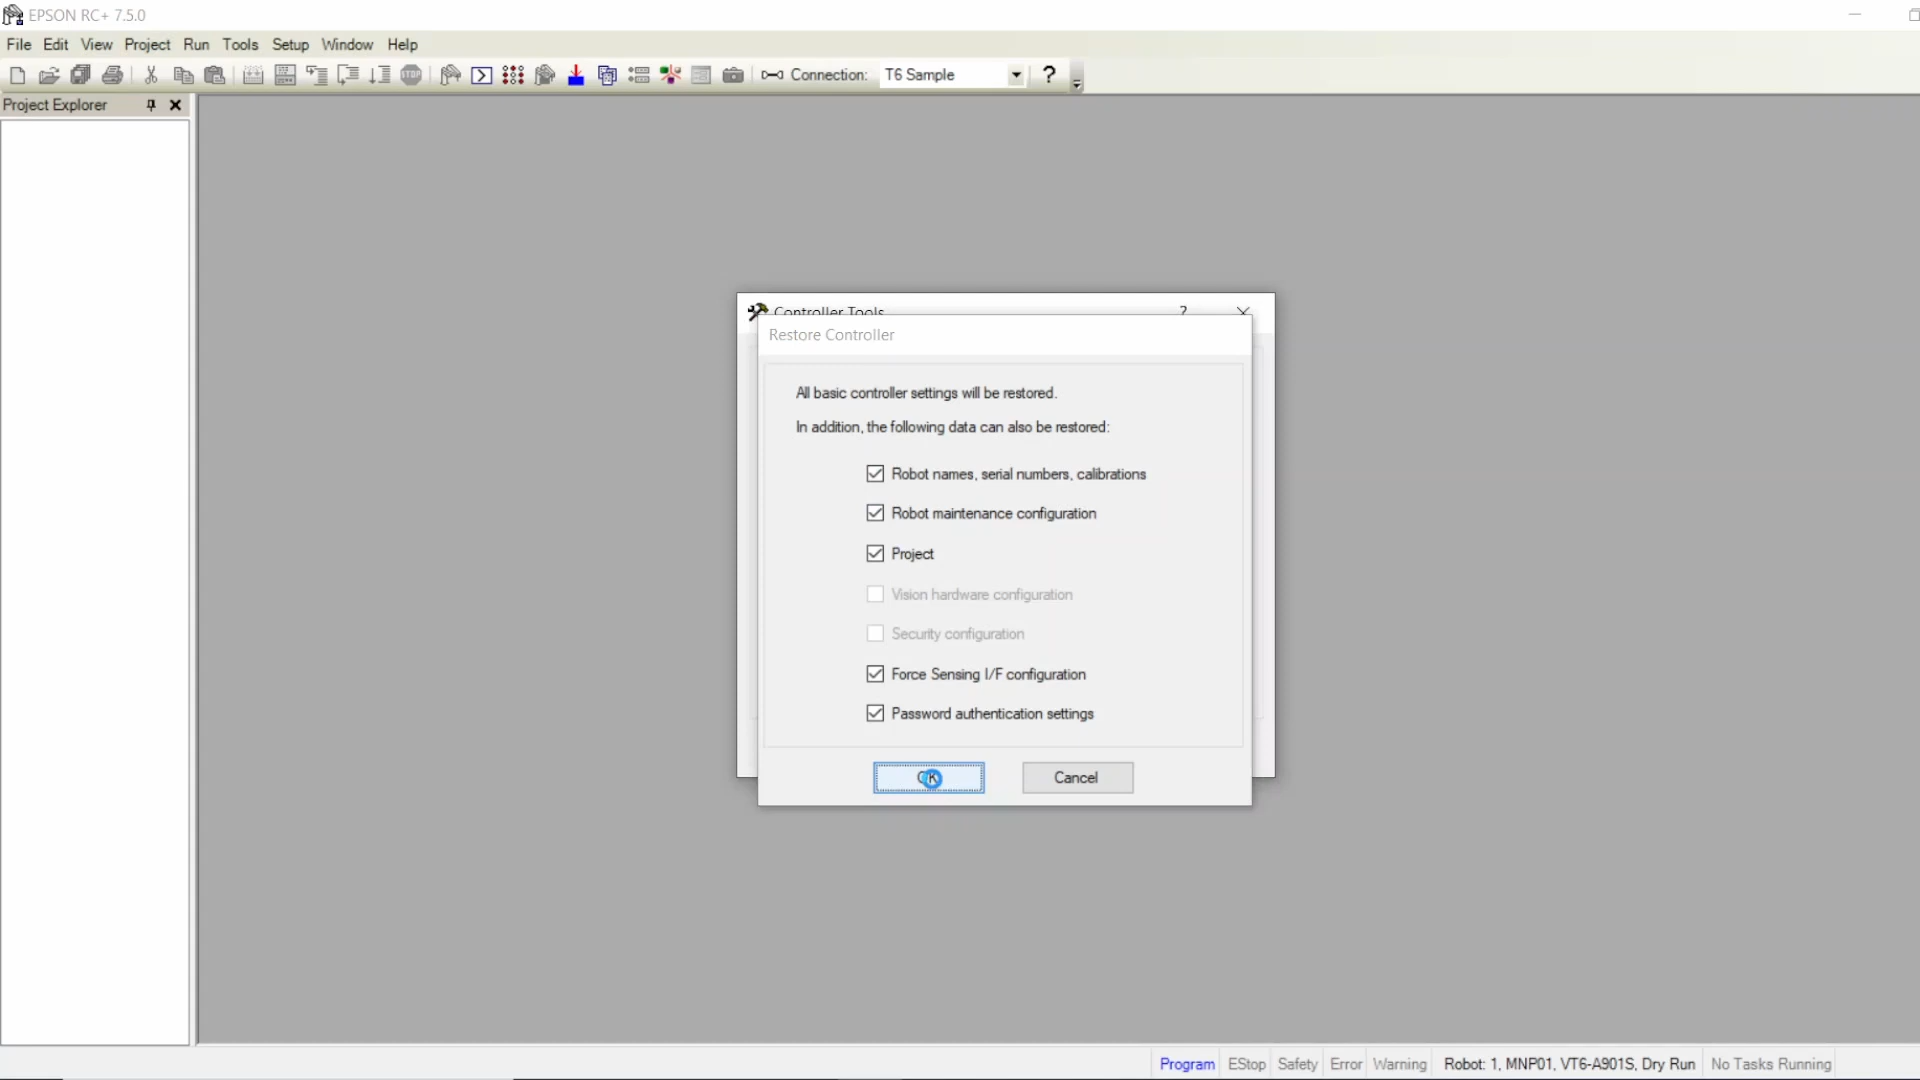 EPSON RC+ 7.5.0
File Edit View Project Run Tools Setup Window Help
STOP Connection: T6 Sample ?
Project Explorer
Controller Tools ?
Restore Controller
All basic controller settings will be restored.
In addition, the following data can also be restored:
Robot names, serial numbers, calibrations
Robot maintenance configuration
Project
Vision hardware configuration
Security configuration
Force Sensing I/F configuration
Password authentication settings
OK Cancel
Program EStop Safety Error Warning Robot: 1, MNP01, VT6-A901S, Dry Run No Tasks Running